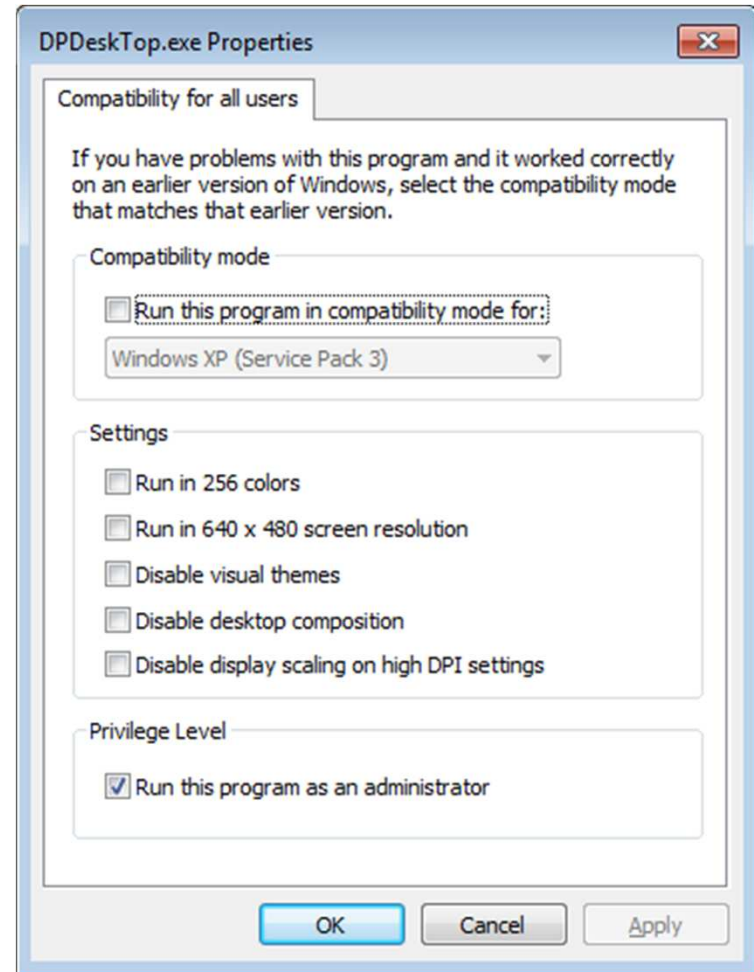 DPDeskTop.exe Properties
Compatibility for all users
If you have problems with this program and it worked correctly
on an earlier version of Windows, select the compatibility mode
that matches that earlier version.
Compatibility mode
Run this program in compatibility mode for:
Windows XP (Service Pack 3)
Settings
Run in 256 colors
Run in 640 x 480 screen resolution
Disable visual themes
Disable desktop composition
Disable display scaling on high DPI settings
Privilege Level
Run this program as an administrator
OK Cancel Apply